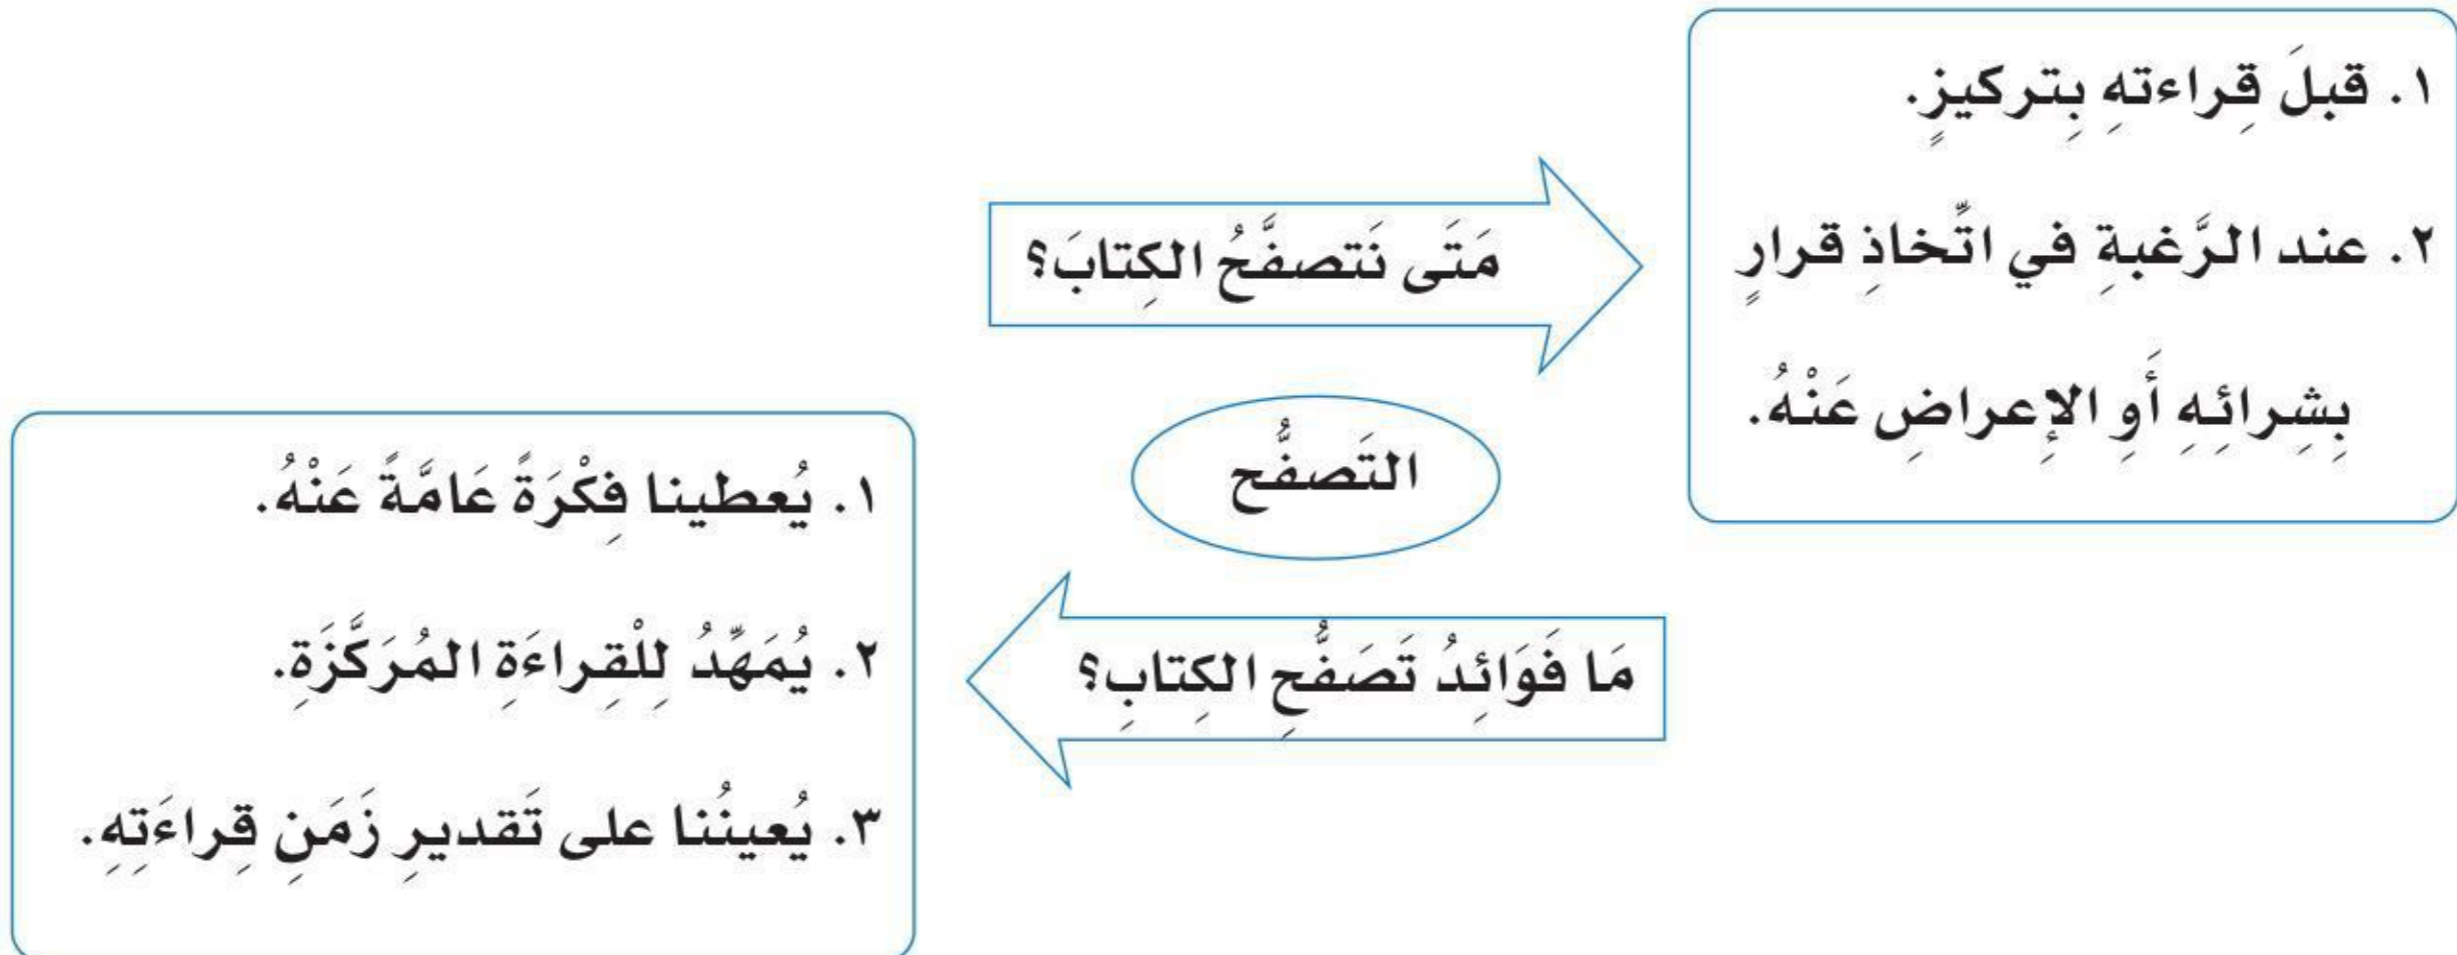 مَتَى نَتصفَّحُ الكِتابَ؟
١. قبلَ قِراءتهِ بِتركيزٍ.
٢. عند الرَّغبةِ في اتِّخاذِ قرارٍ
بِشِرائِهِ أَوِ الإِعراضِ عَنْهُ.
التَصفُّح
مَا فَوَائِدُ تَصَفُّحِ الكِتابِ؟
١. يُعطينا فِكْرَةً عَامَّةً عَنْهُ.
٢. يُمَهِّدُ لِلْقِراءَةِ المُرَكَّزَةِ.
٣. يُعينُنا على تَقديرِ زَمَنِ قِراءَتِهِ.